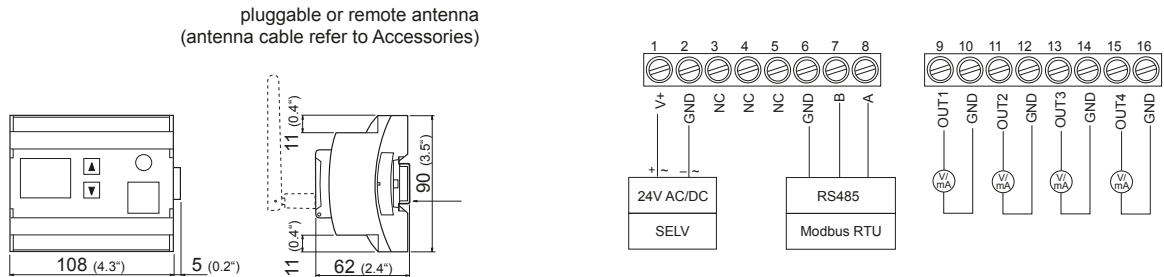 pluggable or remote antenna
(antenna cable refer to Accessories)
11 (0.4“)
90 (3.5“)
11 (0.4“)
108 (4.3“)
5 (0.2“)
62 (2.4“)
1 2 3 4 5 6 7 8
V+ GND NC NC NC GND B A
+ ~ – ~
24V AC/DC
SELV
RS485
Modbus RTU
9 10 11 12 13 14 15 16
OUT1 GND OUT2 GND OUT3 GND OUT4 GND
V/ mA V/ mA V/ mA V/ mA